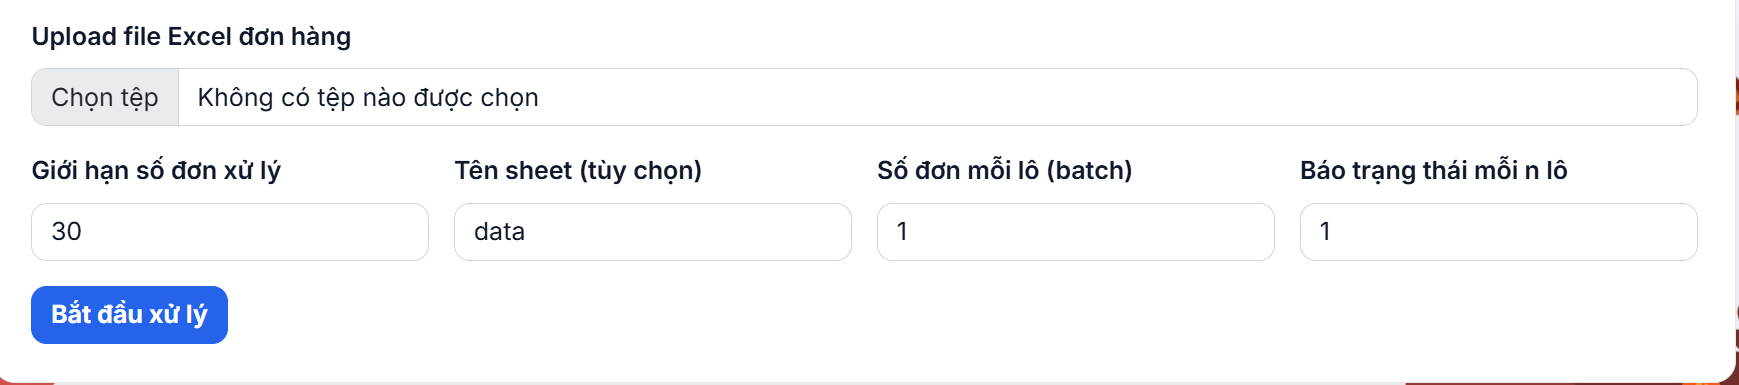 Upload file Excel đơn hàng
Chọn tệp Không có tệp nào được chọn
Giới hạn số đơn xử lý Tên sheet (tùy chọn) Số đơn mỗi lô (batch) Báo trạng thái mỗi n lô
30 data 1 1
Bắt đầu xử lý